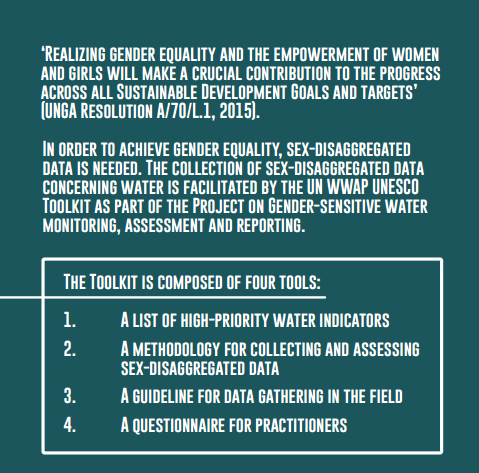 ‘Realizing gender equality and the empowerment of women
and girls will make a crucial contribution to the progress
across all Sustainable Development Goals and targets’
(UNGA Resolution A/70/L.1, 2015).
In order to achieve gender equality, sex-disaggregated
data is needed. The collection of sex-disaggregated data
concerning water is facilitated by the UN WWAP UNESCO
Toolkit as part of the Project on Gender-sensitive water
monitoring, assessment and reporting.
The Toolkit is composed of four tools:
1. A list of high-priority water indicators
2. A methodology for collecting and assessing
sex-disaggregated data
3. A guideline for data gathering in the field
4. A questionnaire for practitioners